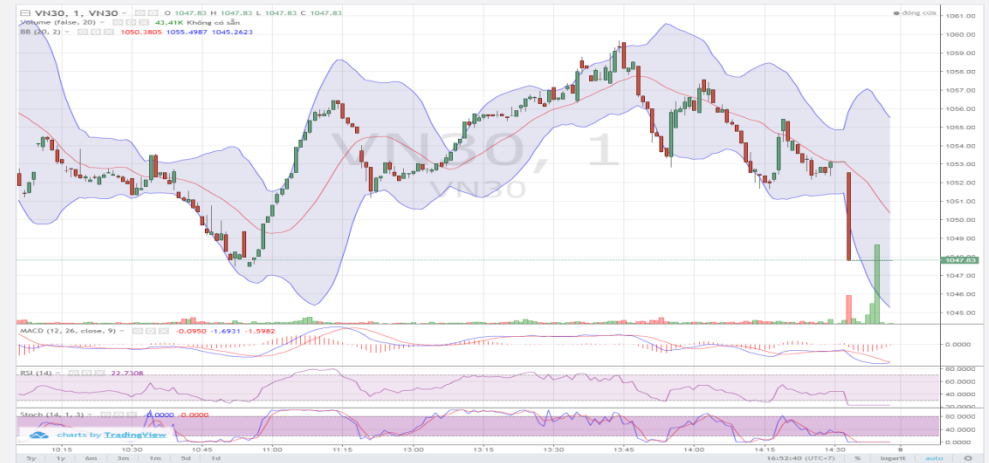 VN30, 1, VN30 O 1047.83 H 1047.83 L 1047.83 C 1047.83
đóng cửa
Volume (false, 20) 43.41K Không có sẵn
BB (20, 2) 1050.3805 1055.4987 1045.2623
VN30, 1
VN30
1061.00
1060.00
1059.00
1058.00
1057.00
1056.00
1055.00
1054.00
1053.00
1052.00
1051.00
1050.00
1049.00
1047.83
1047.00
1046.00
1045.00
MACD (12, 26, close, 9) -0.0950 -1.6931 -1.5982
0.0000
RSI (14) 22.7308
80.0000
60.0000
40.0000
20.0000
Stoch (14, 1, 3) 0.0000 0.0000
60.0000
40.0000
0.0000
charts by TradingView
10:15 10:30 10:45 11:00 11:15 13:00 13:15 13:30 13:45 14:00 14:15 14:30 8
5y 1y 6m 3m 1m 5d 1d 16:52:40 (UTC+7) % logarit auto